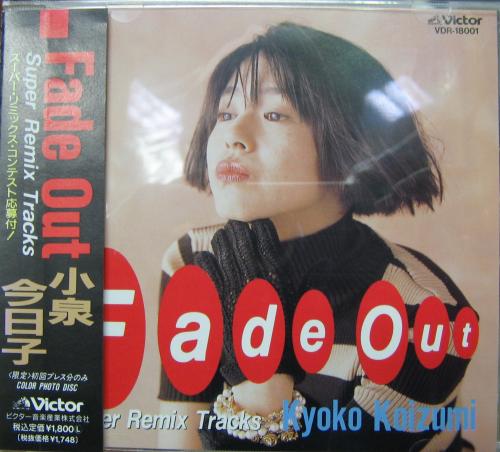 Fade Out
Super Remix Tracks
スーパー・リミックス・コンテスト応募付!
小泉
今日子
<限定>初回プレス分のみ
COLOR PHOTO DISC
Victor
ビクター音楽産業株式会社
税込定価¥1,800 L
(税抜価格¥1,748)
Victor
VDR-18001
Fade Out
per Remix Tracks
Kyoko Koizumi